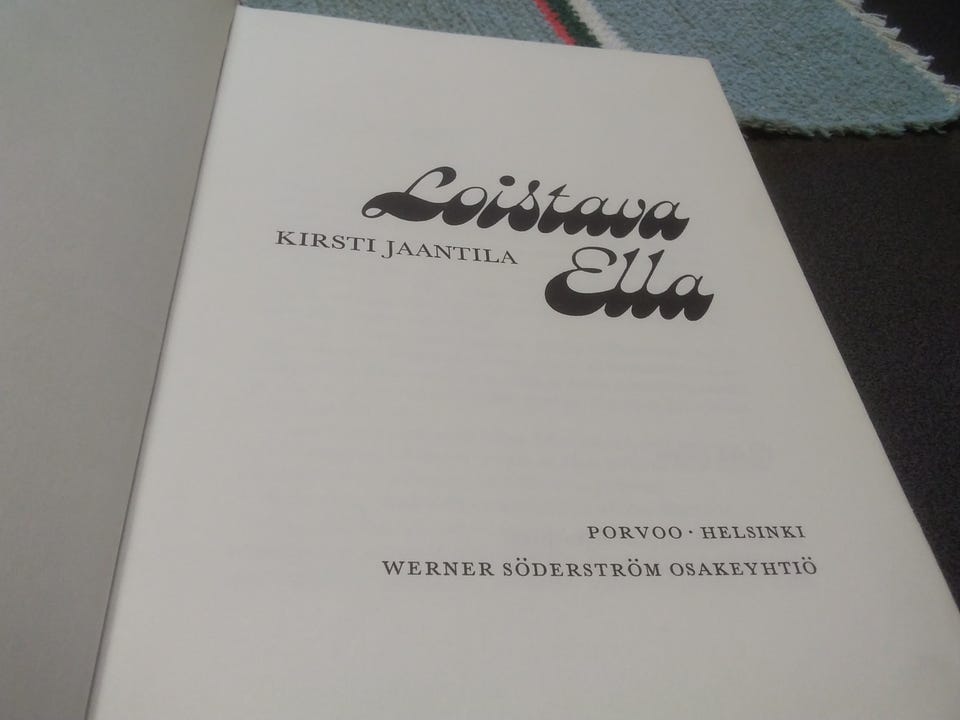 Loistava
KIRSTI JAANTILA
Ella
PORVOO · HELSINKI
WERNER SÖDERSTRÖM OSAKEYHTIÖ